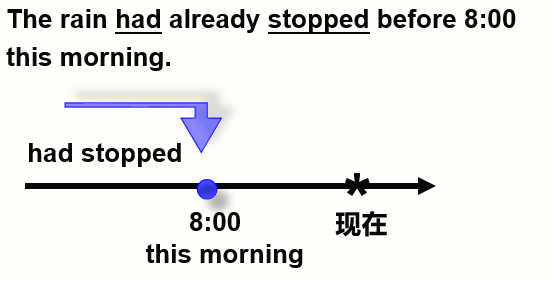 The rain had already stopped before 8:00
this morning.
had stopped
8:00
this morning
现在